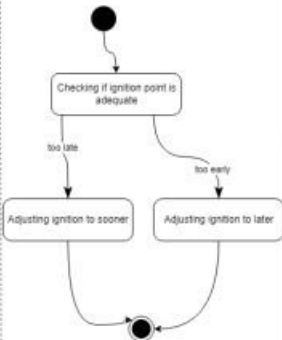 Checking if ignition point is
adequate
too late
too early
Adjusting ignition to sooner
Adjusting ignition to later